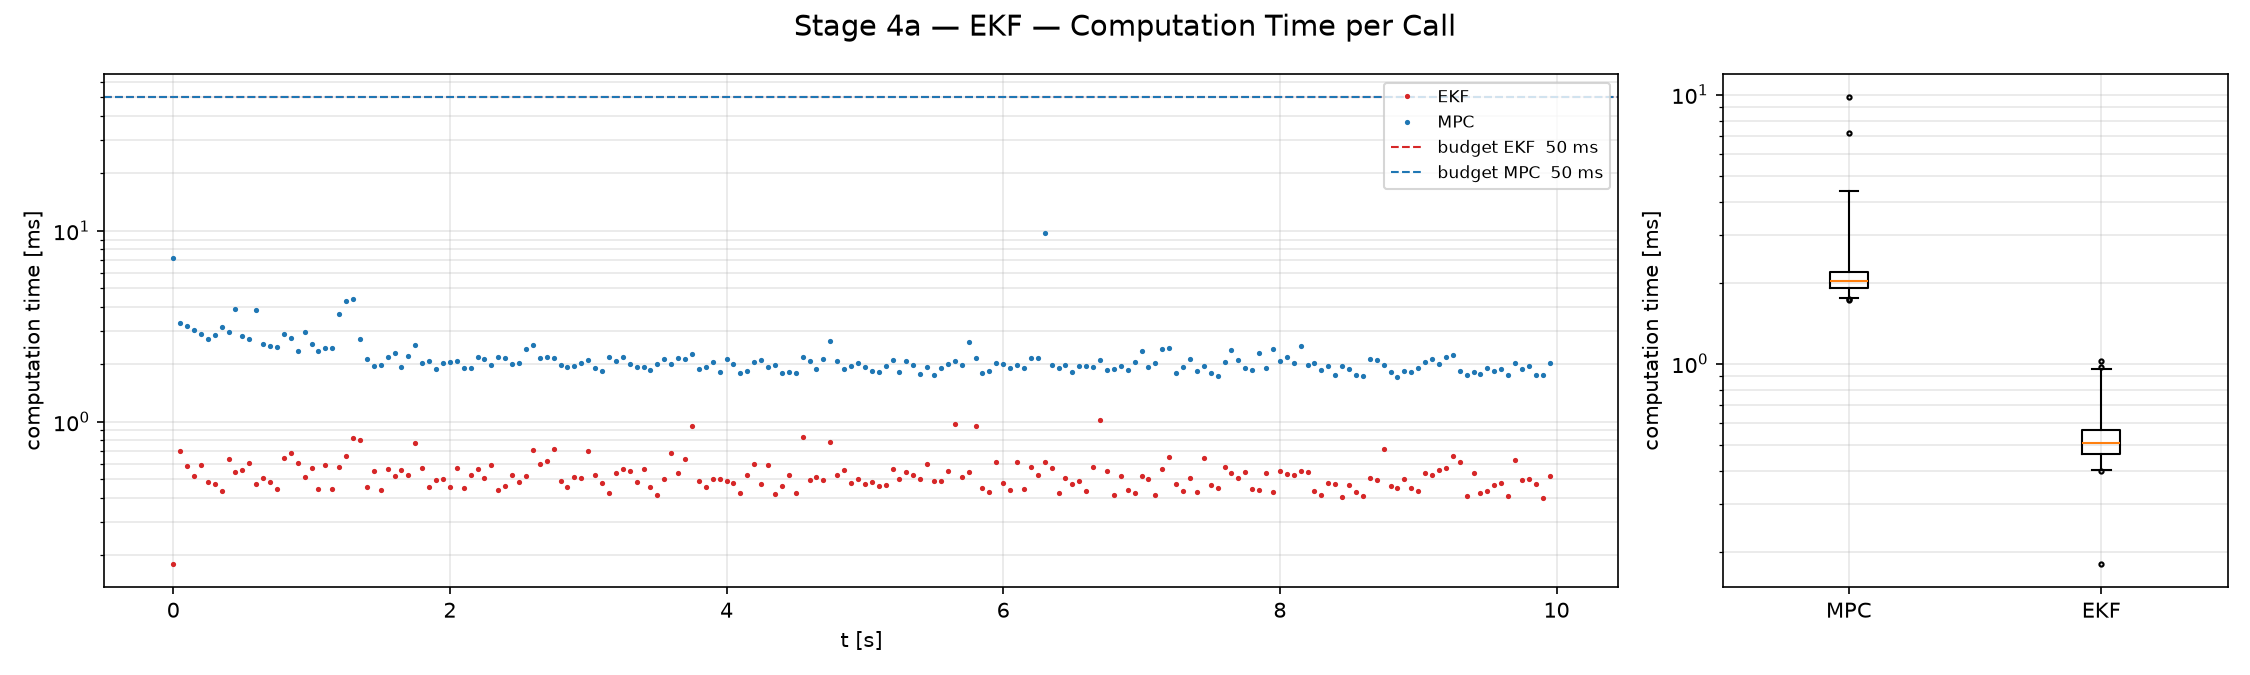 Stage 4a — EKF — Computation Time per Call
computation time [ms]
10¹
10⁰
0 2 4 6 8 10
t [s]
EKF
MPC
budget EKF  50 ms
budget MPC  50 ms
computation time [ms]
10¹
10⁰
MPC EKF